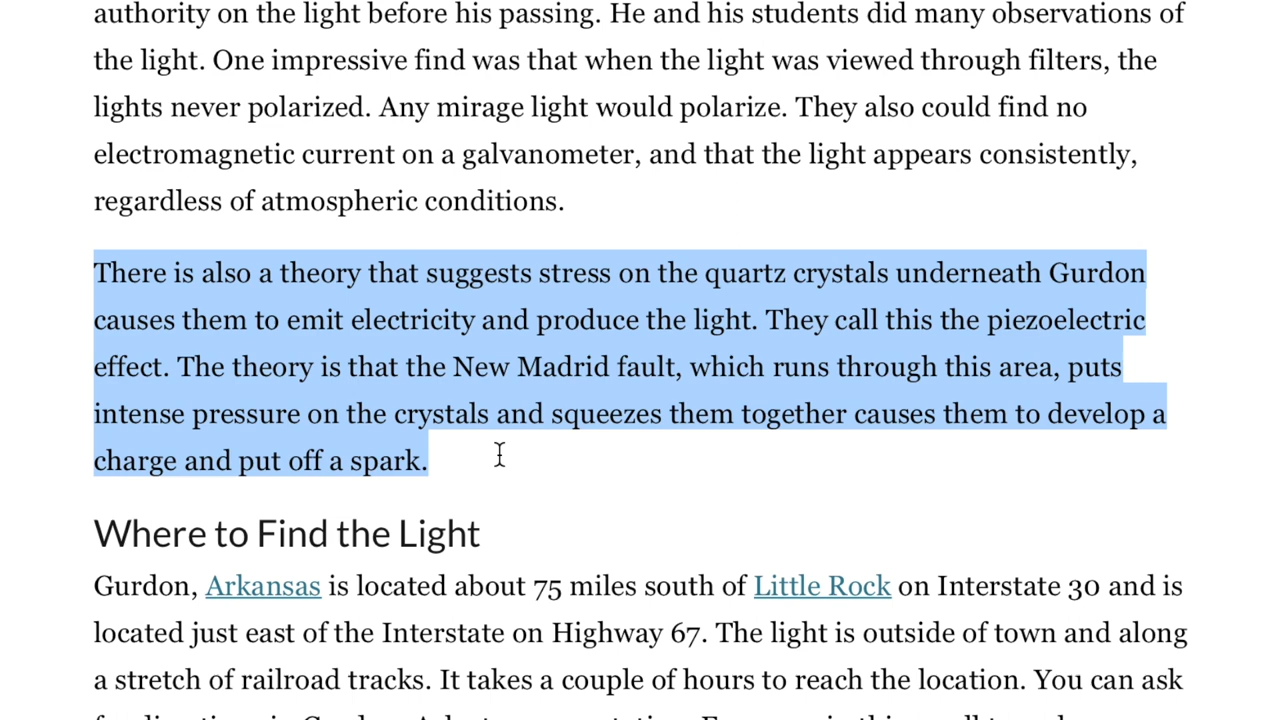 authority on the light before his passing. He and his students did many observations of
the light. One impressive find was that when the light was viewed through filters, the
lights never polarized. Any mirage light would polarize. They also could find no
electromagnetic current on a galvanometer, and that the light appears consistently,
regardless of atmospheric conditions.
There is also a theory that suggests stress on the quartz crystals underneath Gurdon
causes them to emit electricity and produce the light. They call this the piezoelectric
effect. The theory is that the New Madrid fault, which runs through this area, puts
intense pressure on the crystals and squeezes them together causes them to develop a
charge and put off a spark.
Where to Find the Light
Gurdon, Arkansas is located about 75 miles south of Little Rock on Interstate 30 and is
located just east of the Interstate on Highway 67. The light is outside of town and along
a stretch of railroad tracks. It takes a couple of hours to reach the location. You can ask